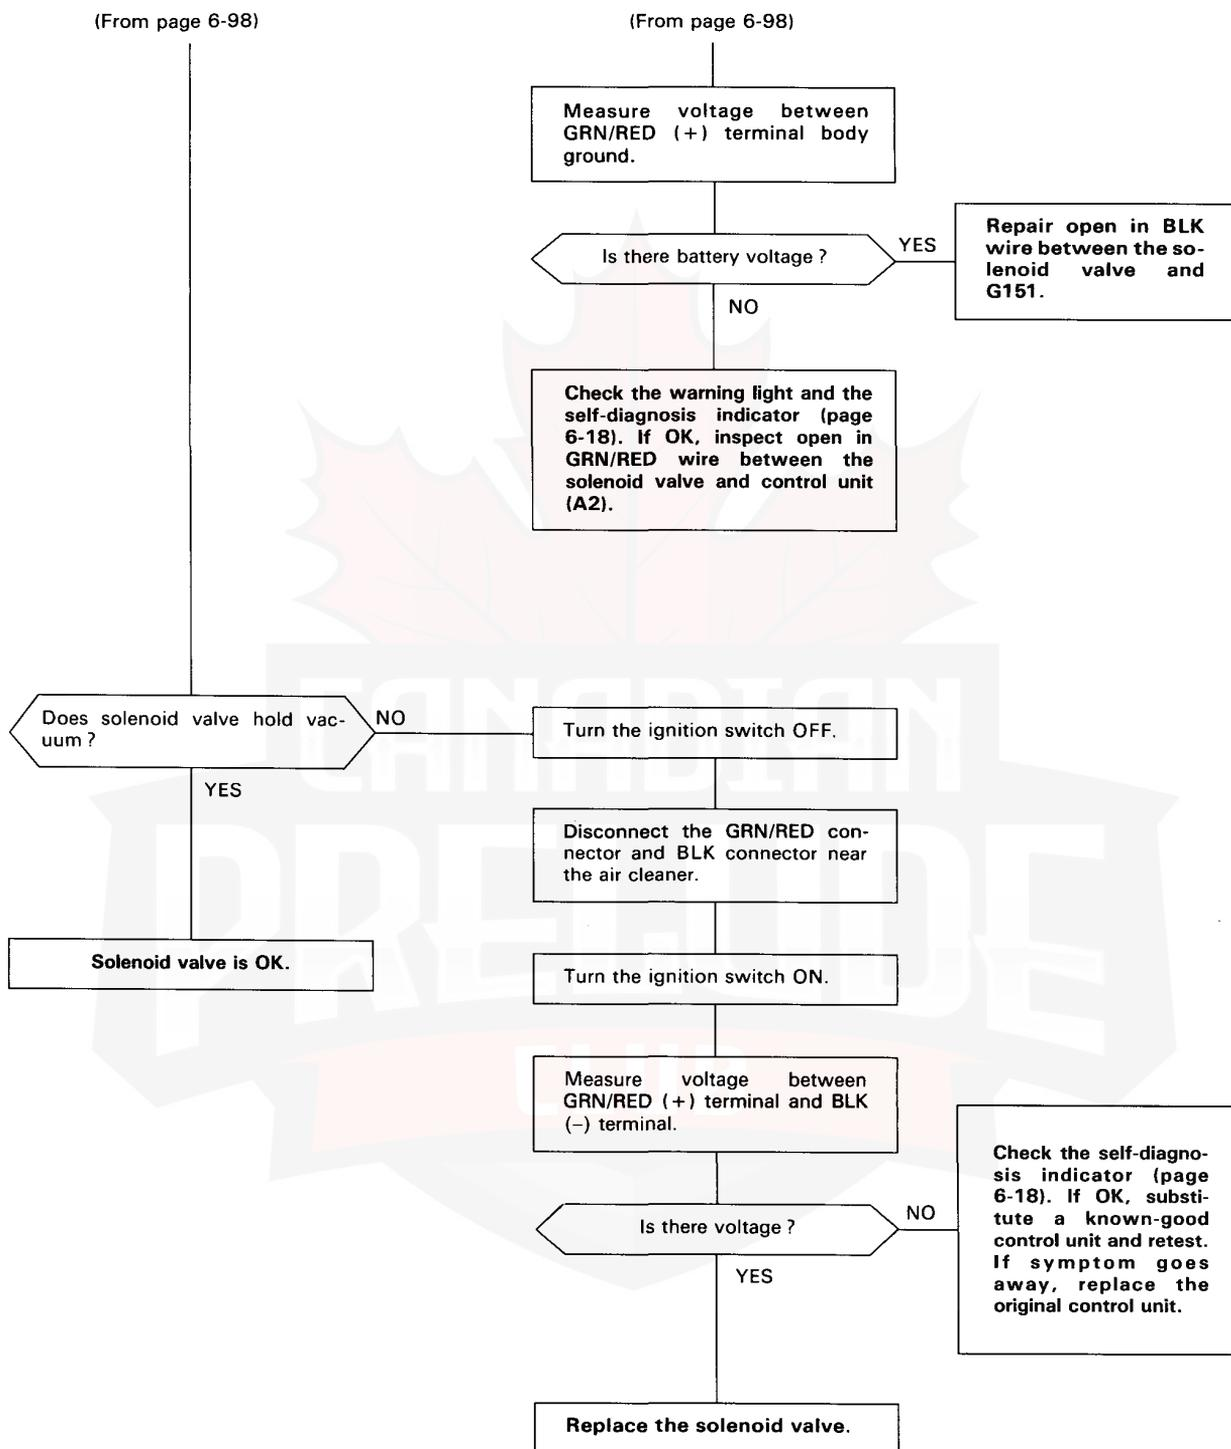 (From page 6-98)
(From page 6-98)
Measure voltage between
GRN/RED (+) terminal body
ground.
Is there battery voltage ?
YES
Repair open in BLK
wire between the so-
lenoid valve and
G151.
NO
Check the warning light and the
self-diagnosis indicator (page
6-18). If OK, inspect open in
GRN/RED wire between the
solenoid valve and control unit
(A2).
Does solenoid valve hold vac-
uum ?
NO
Turn the ignition switch OFF.
YES
Disconnect the GRN/RED con-
nector and BLK connector near
the air cleaner.
Solenoid valve is OK.
Turn the ignition switch ON.
Measure voltage between
GRN/RED (+) terminal and BLK
(–) terminal.
Is there voltage ?
NO
Check the self-diagno-
sis indicator (page
6-18). If OK, substi-
tute a known-good
control unit and retest.
If symptom goes
away, replace the
original control unit.
YES
Replace the solenoid valve.
CANADIAN
PRELUDE
CLUB